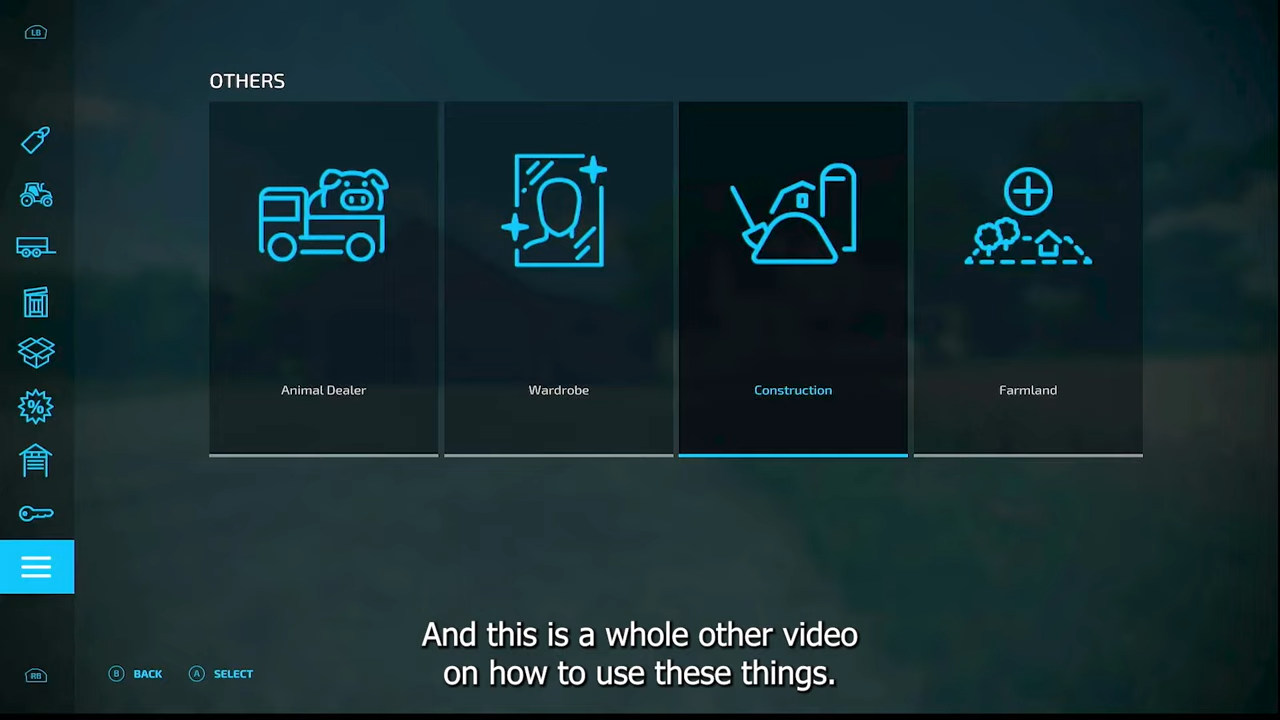 LB
OTHERS
Animal Dealer
Wardrobe
Construction
Farmland
%
And this is a whole other video
on how to use these things.
RB
B BACK A SELECT